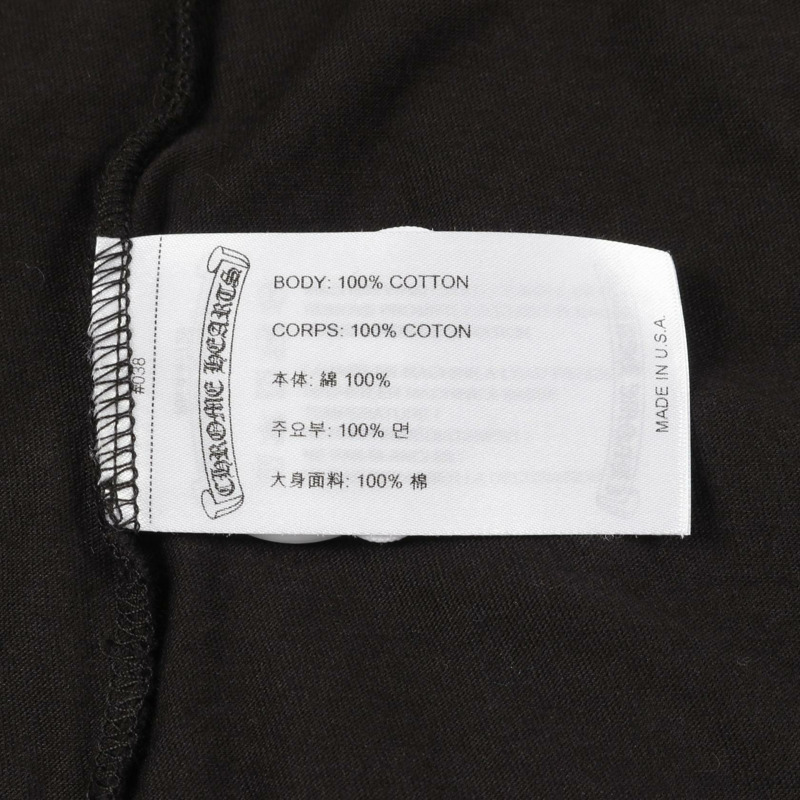 #038
CHROME HEARTS
BODY: 100% COTTON
CORPS: 100% COTON
本体: 綿 100%
주요부: 100% 면
大身面料: 100% 棉
MADE IN U.S.A.